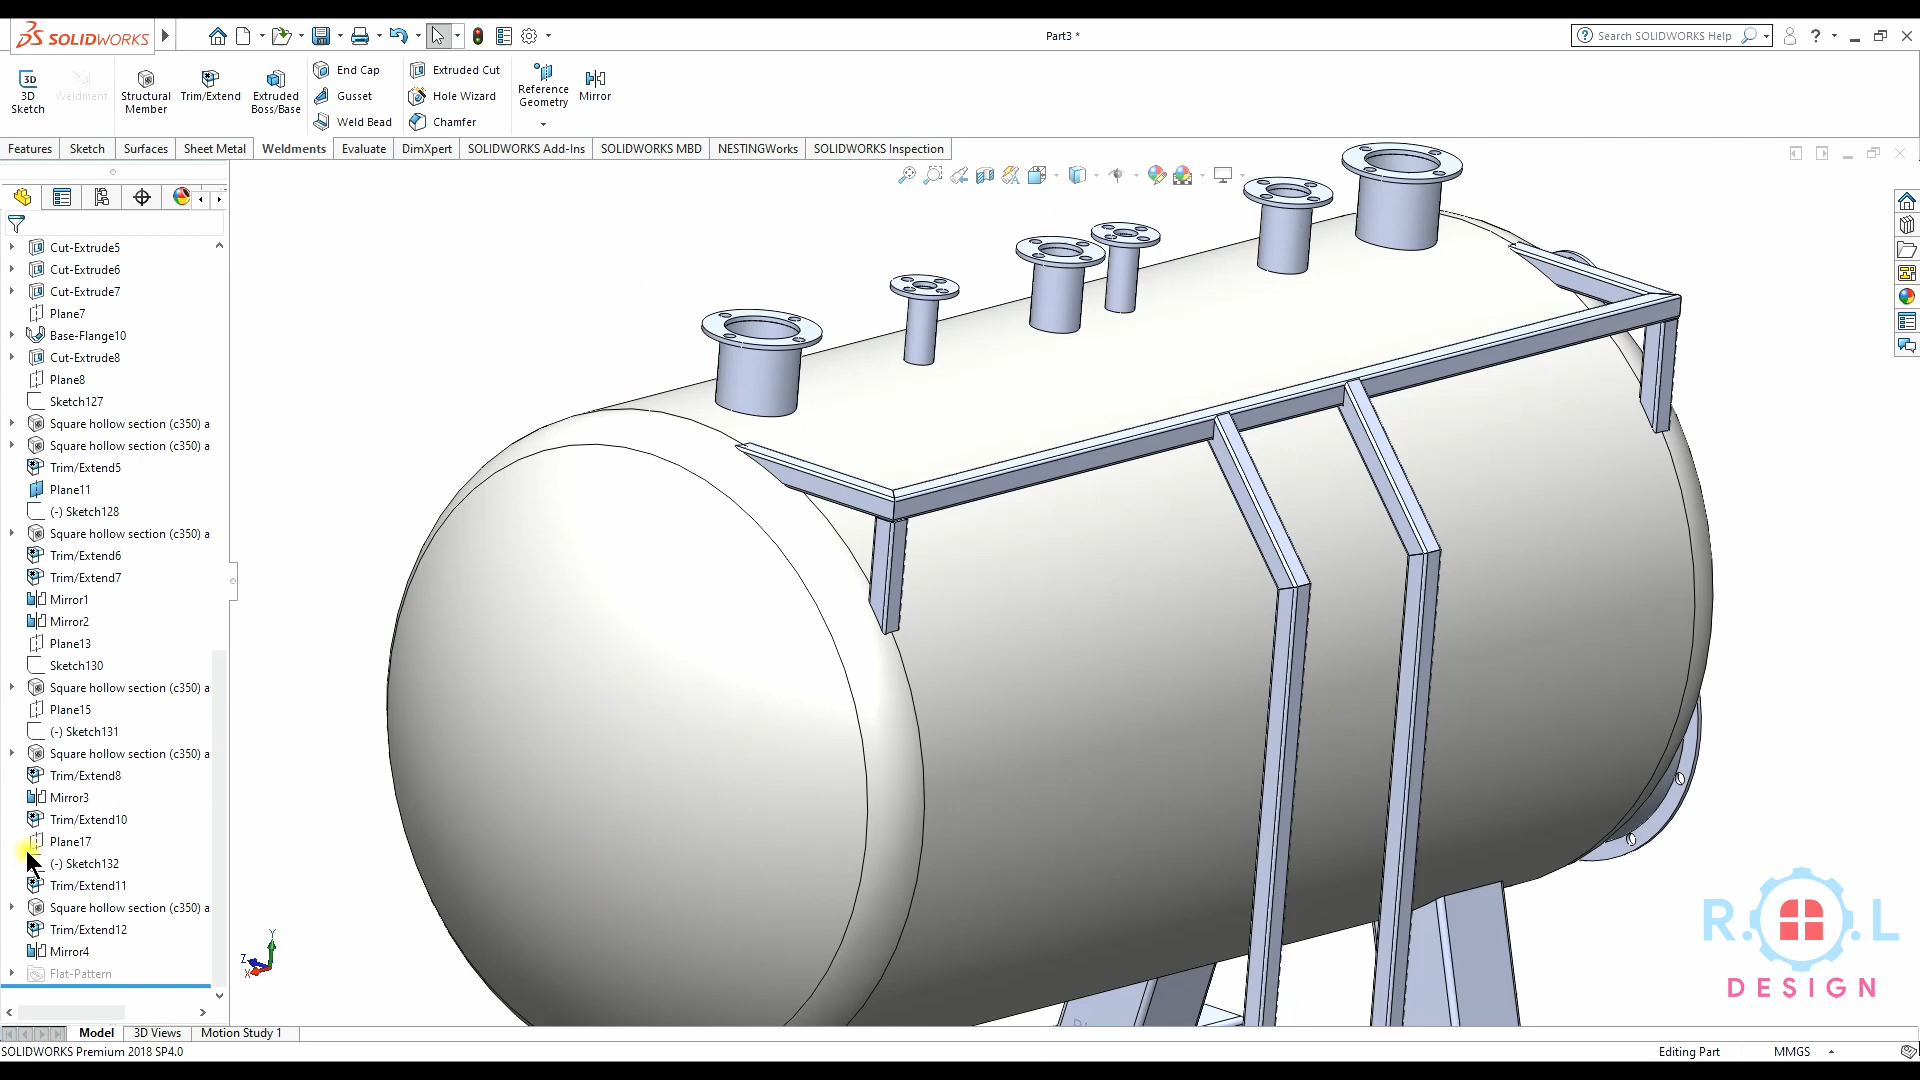 SOLIDWORKS
Part3 *
Search SOLIDWORKS Help
3D Sketch
Weldment
Structural Member
Trim/Extend
Extruded Boss/Base
End Cap
Gusset
Weld Bead
Extruded Cut
Hole Wizard
Chamfer
Reference Geometry
Mirror
Features
Sketch
Surfaces
Sheet Metal
Weldments
Evaluate
DimXpert
SOLIDWORKS Add-Ins
SOLIDWORKS MBD
NESTINGWorks
SOLIDWORKS Inspection
Cut-Extrude5
Cut-Extrude6
Cut-Extrude7
Plane7
Base-Flange10
Cut-Extrude8
Plane8
Sketch127
Square hollow section (c350) a
Square hollow section (c350) a
Trim/Extend5
Plane11
(-) Sketch128
Square hollow section (c350) a
Trim/Extend6
Trim/Extend7
Mirror1
Mirror2
Plane13
Sketch130
Square hollow section (c350) a
Plane15
(-) Sketch131
Square hollow section (c350) a
Trim/Extend8
Mirror3
Trim/Extend10
Plane17
(-) Sketch132
Trim/Extend11
Square hollow section (c350) a
Trim/Extend12
Mirror4
Flat-Pattern
Y
Z
X
R. L
DESIGN
Model
3D Views
Motion Study 1
SOLIDWORKS Premium 2018 SP4.0
Editing Part
MMGS